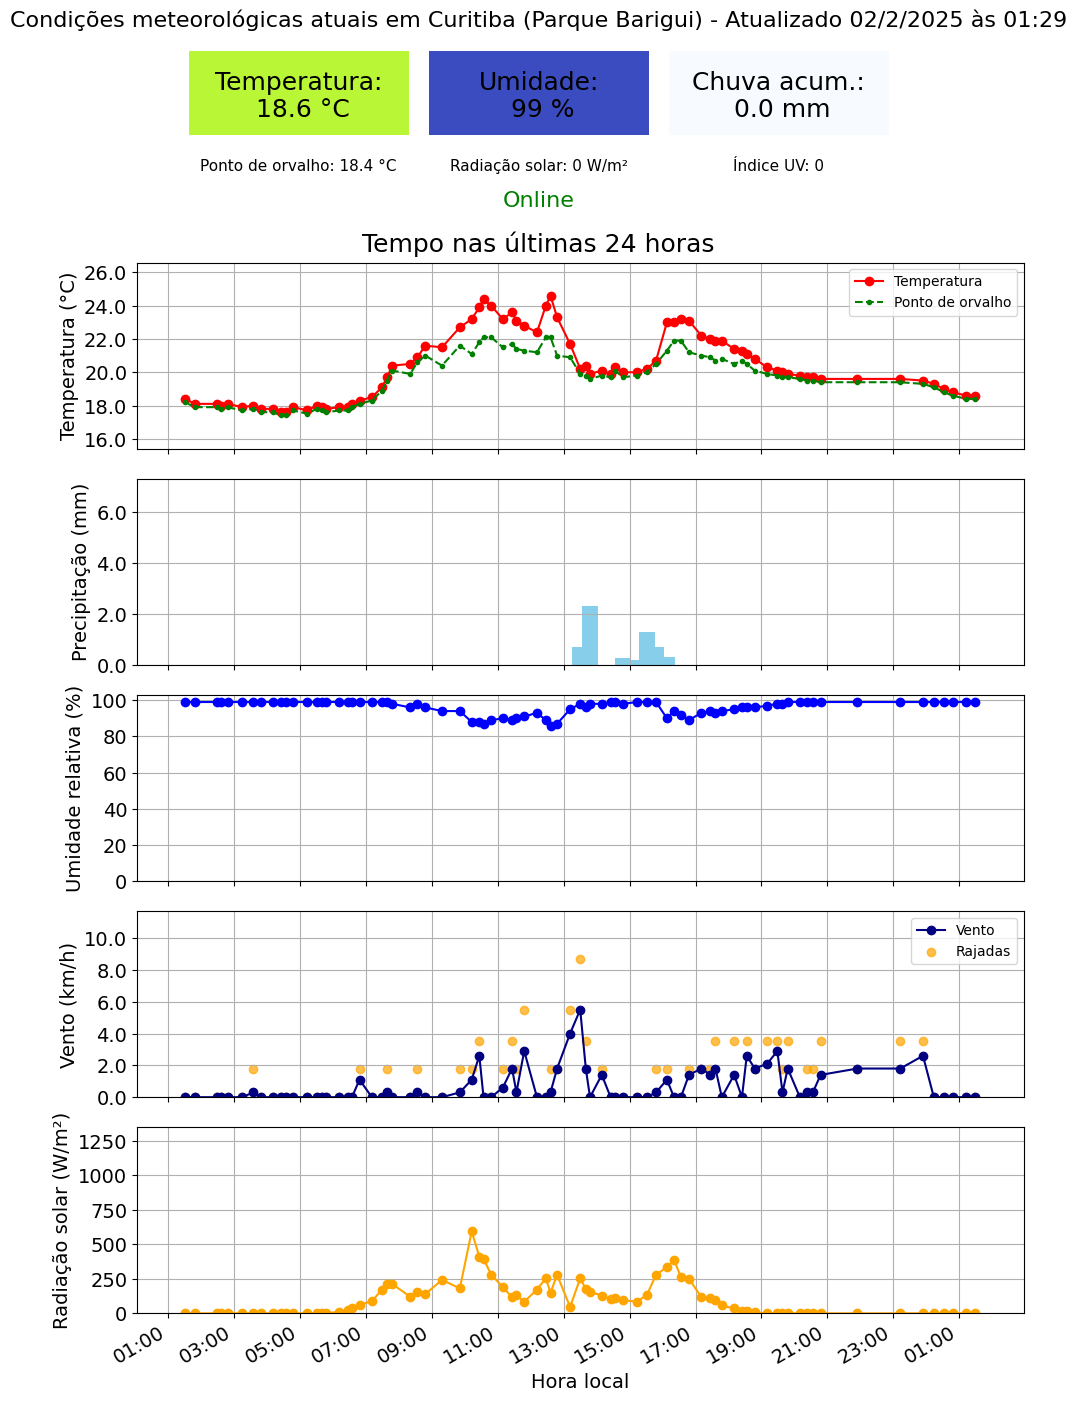 Condições meteorológicas atuais em Curitiba (Parque Barigui) - Atualizado 02/2/2025 às 01:29
Temperatura:
18.6 °C
Umidade:
99 %
Chuva acum.:
0.0 mm
Ponto de orvalho: 18.4 °C
Radiação solar: 0 W/m²
Índice UV: 0
Online
Tempo nas últimas 24 horas
Temperatura (°C)
26.0
24.0
22.0
20.0
18.0
16.0
Temperatura
Ponto de orvalho
Precipitação (mm)
6.0
4.0
2.0
0.0
Umidade relativa (%)
100
80
60
40
20
0
Vento (km/h)
10.0
8.0
6.0
4.0
2.0
0.0
Vento
Rajadas
Radiação solar (W/m²)
1250
1000
750
500
250
0
01:00 03:00 05:00 07:00 09:00 11:00 13:00 15:00 17:00 19:00 21:00 23:00 01:00
Hora local